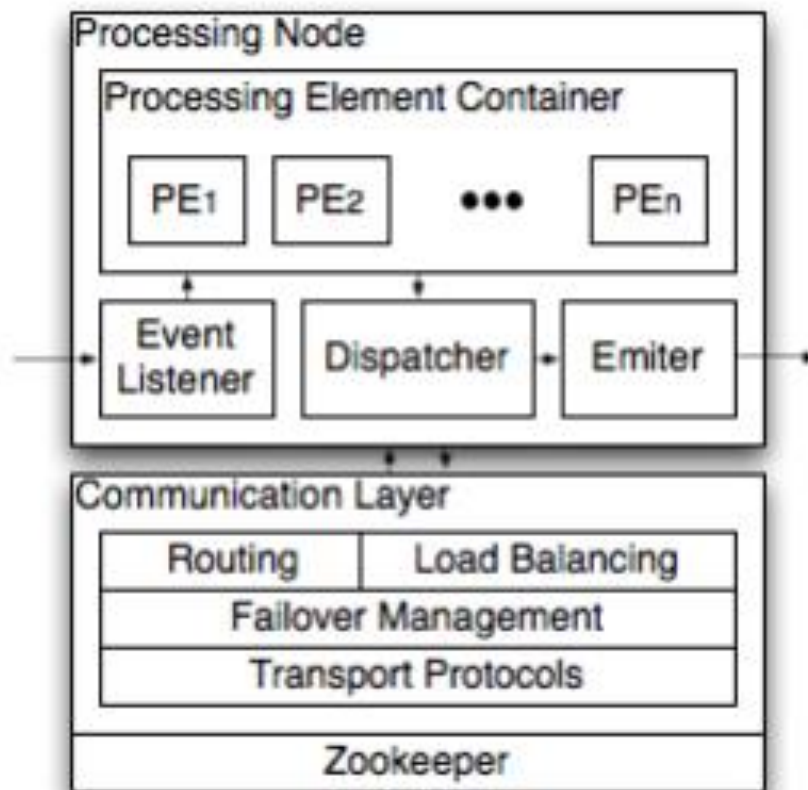 Processing Node
Processing Element Container
PE1 PE2 ••• PEn
Event
Listener
Dispatcher
Emiter
Communication Layer
Routing
Load Balancing
Failover Management
Transport Protocols
Zookeeper